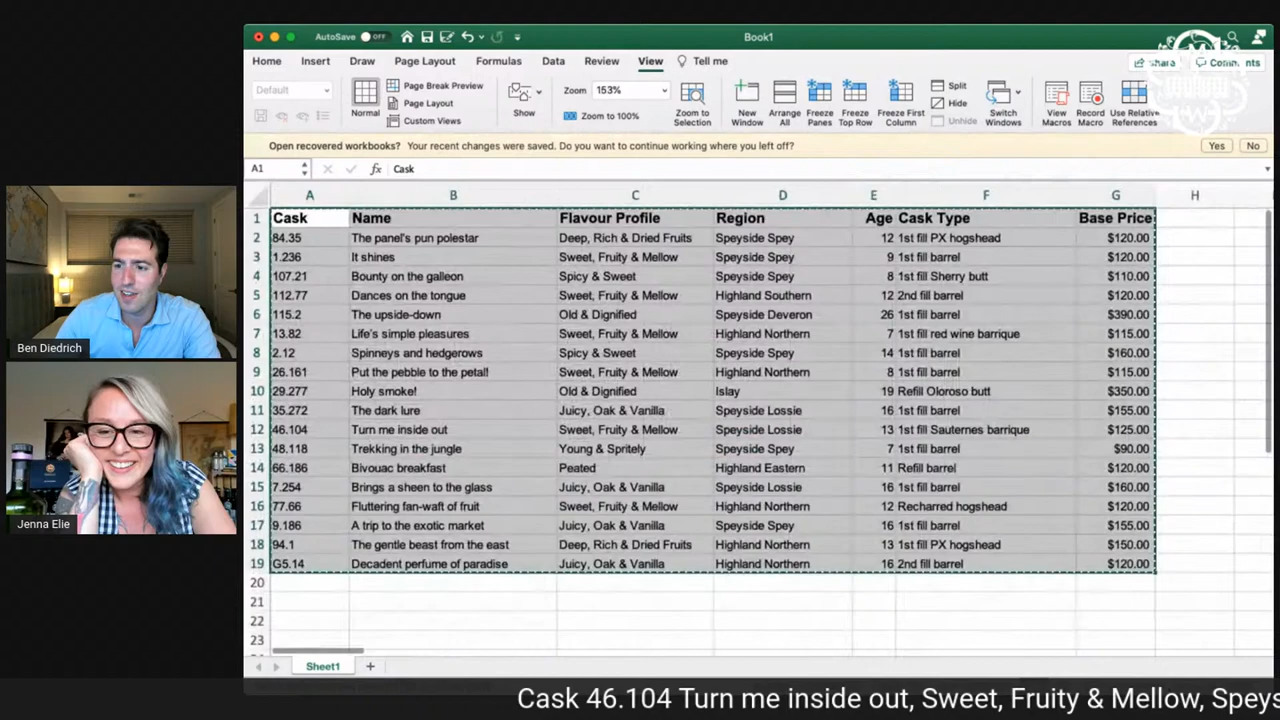 AutoSave OFF
Book1
Home Insert Draw Page Layout Formulas Data Review View Tell me Share Comments
Default
Normal
Page Break Preview
Page Layout
Custom Views
Show
Zoom 153%
Zoom to 100%
Zoom to Selection
New Window
Arrange All
Freeze Panes
Freeze Top Row
Freeze First Column
Split
Hide
Unhide
Switch Windows
View Macros
Record Macro
Use Relative References
Open recovered workbooks? Your recent changes were saved. Do you want to continue working where you left off? Yes No
A1 fx Cask
A B C D E F G H
1 Cask Name Flavour Profile Region Age Cask Type Base Price
2 84.35 The panel's pun polestar Deep, Rich & Dried Fruits Speyside Spey 12 1st fill PX hogshead $120.00
3 1.236 It shines Sweet, Fruity & Mellow Speyside Spey 9 1st fill barrel $120.00
4 107.21 Bounty on the galleon Spicy & Sweet Speyside Spey 8 1st fill Sherry butt $110.00
5 112.77 Dances on the tongue Sweet, Fruity & Mellow Highland Southern 12 2nd fill barrel $120.00
6 115.2 The upside-down Old & Dignified Speyside Deveron 26 1st fill barrel $390.00
7 13.82 Life's simple pleasures Sweet, Fruity & Mellow Highland Northern 7 1st fill red wine barrique $115.00
8 2.12 Spinneys and hedgerows Spicy & Sweet Speyside Spey 14 1st fill barrel $160.00
9 26.161 Put the pebble to the petal! Sweet, Fruity & Mellow Highland Northern 8 1st fill barrel $115.00
10 29.277 Holy smoke! Old & Dignified Islay 19 Refill Oloroso butt $350.00
11 35.272 The dark lure Juicy, Oak & Vanilla Speyside Lossie 16 1st fill barrel $155.00
12 46.104 Turn me inside out Sweet, Fruity & Mellow Speyside Lossie 13 1st fill Sauternes barrique $125.00
13 48.118 Trekking in the jungle Young & Spritely Speyside Spey 7 1st fill barrel $90.00
14 66.186 Bivouac breakfast Peated Highland Eastern 11 Refill barrel $120.00
15 7.254 Brings a sheen to the glass Juicy, Oak & Vanilla Speyside Lossie 16 1st fill barrel $160.00
16 77.66 Fluttering fan-waft of fruit Sweet, Fruity & Mellow Highland Northern 12 Recharred hogshead $120.00
17 9.186 A trip to the exotic market Juicy, Oak & Vanilla Speyside Spey 16 1st fill barrel $155.00
18 94.1 The gentle beast from the east Deep, Rich & Dried Fruits Highland Northern 13 1st fill PX hogshead $150.00
19 G5.14 Decadent perfume of paradise Juicy, Oak & Vanilla Highland Northern 16 2nd fill barrel $120.00
20
21
22
23
Sheet1
Ben Diedrich
Jenna Elie
Cask 46.104 Turn me inside out, Sweet, Fruity & Mellow, Speys